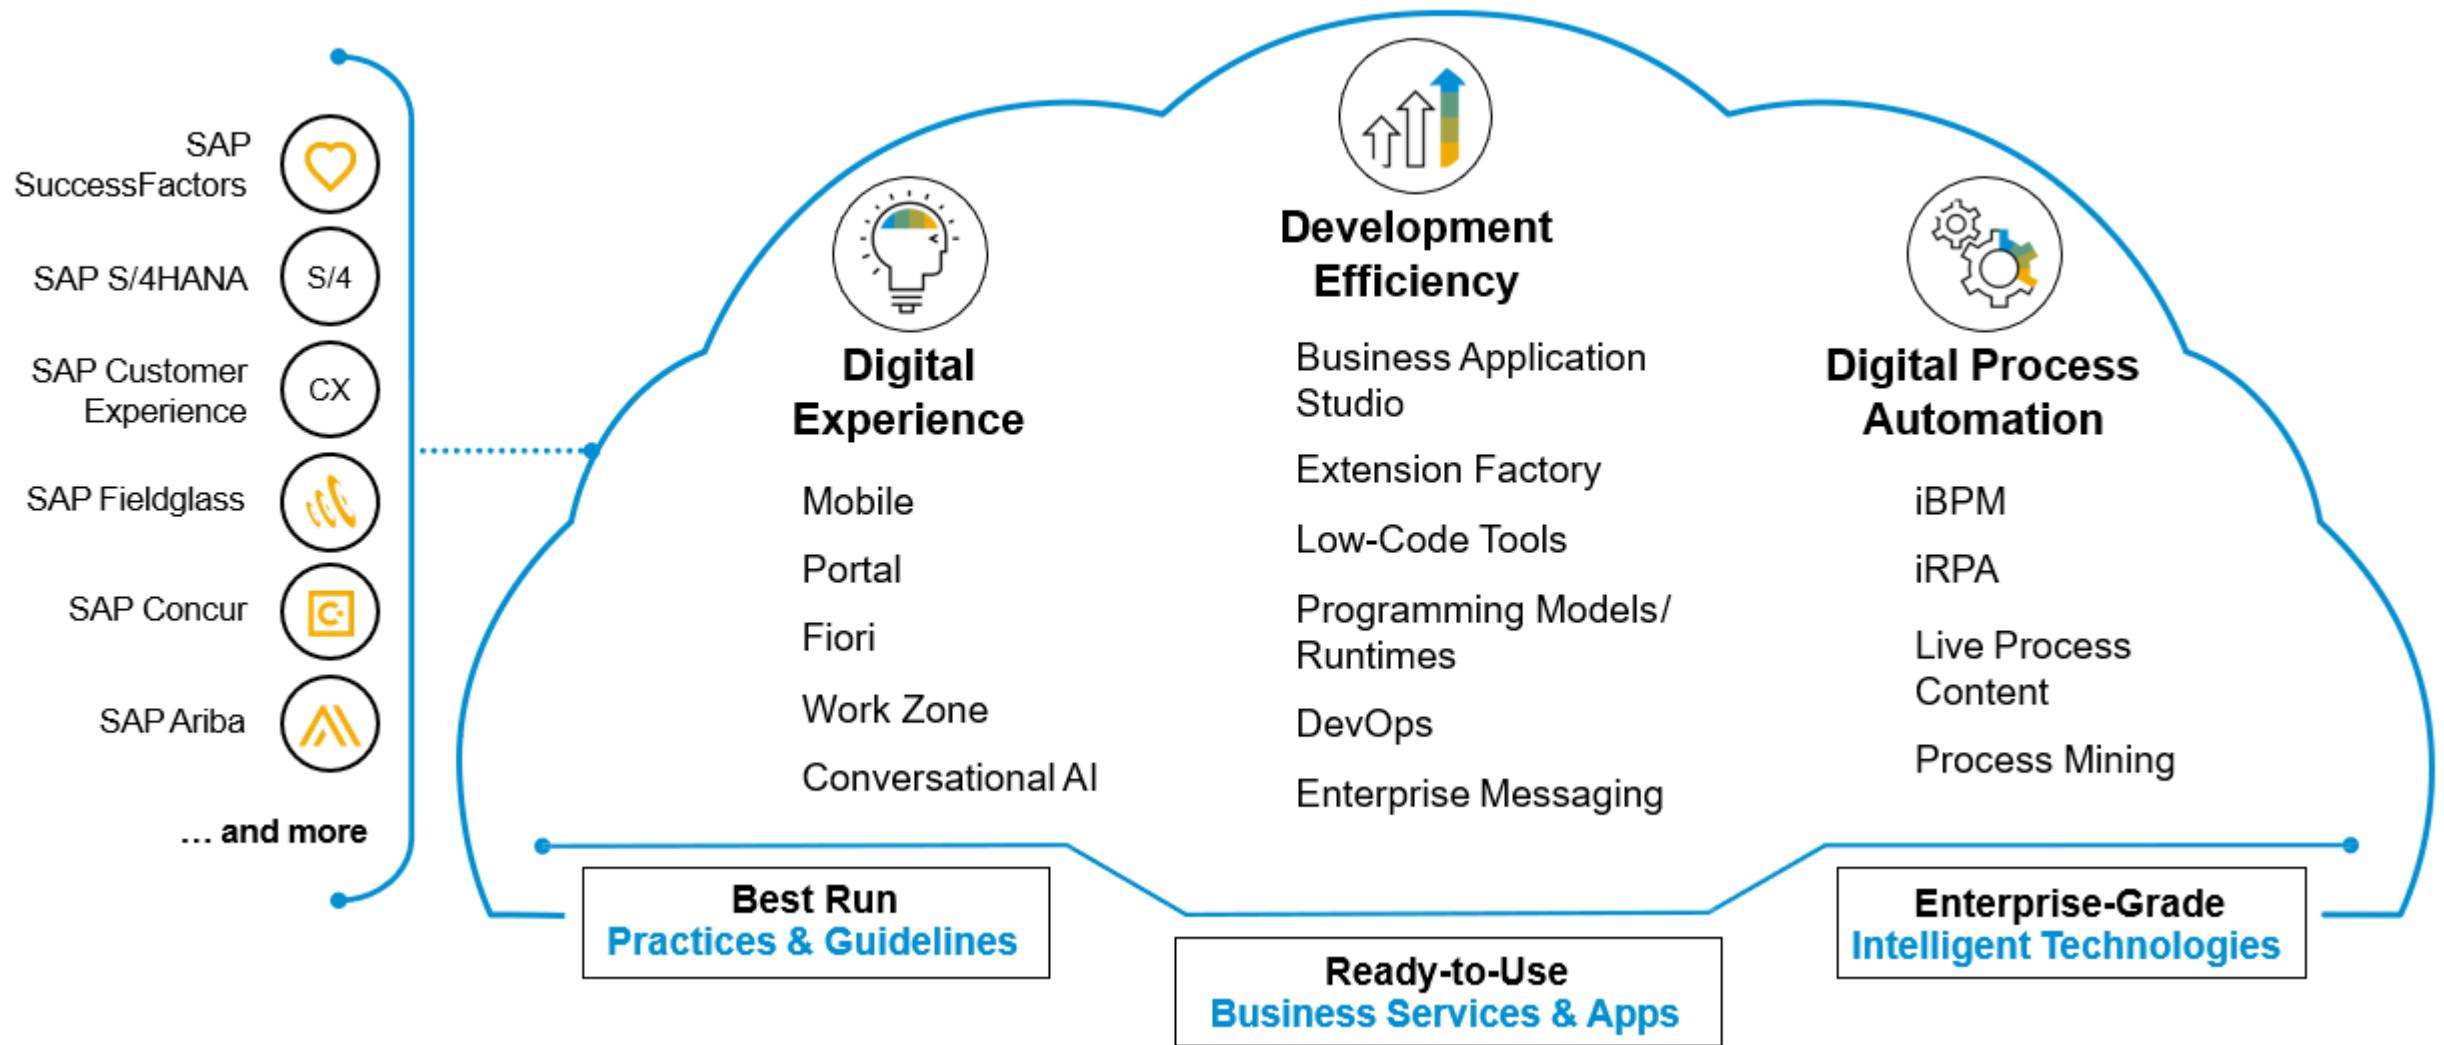 SAP
SuccessFactors
SAP S/4HANA
S/4
SAP Customer
Experience
CX
SAP Fieldglass
SAP Concur
C
SAP Ariba
... and more
Digital
Experience
Mobile
Portal
Fiori
Work Zone
Conversational AI
Development
Efficiency
Business Application
Studio
Extension Factory
Low-Code Tools
Programming Models/
Runtimes
DevOps
Enterprise Messaging
Digital Process
Automation
iBPM
iRPA
Live Process
Content
Process Mining
Best Run
Practices & Guidelines
Ready-to-Use
Business Services & Apps
Enterprise-Grade
Intelligent Technologies